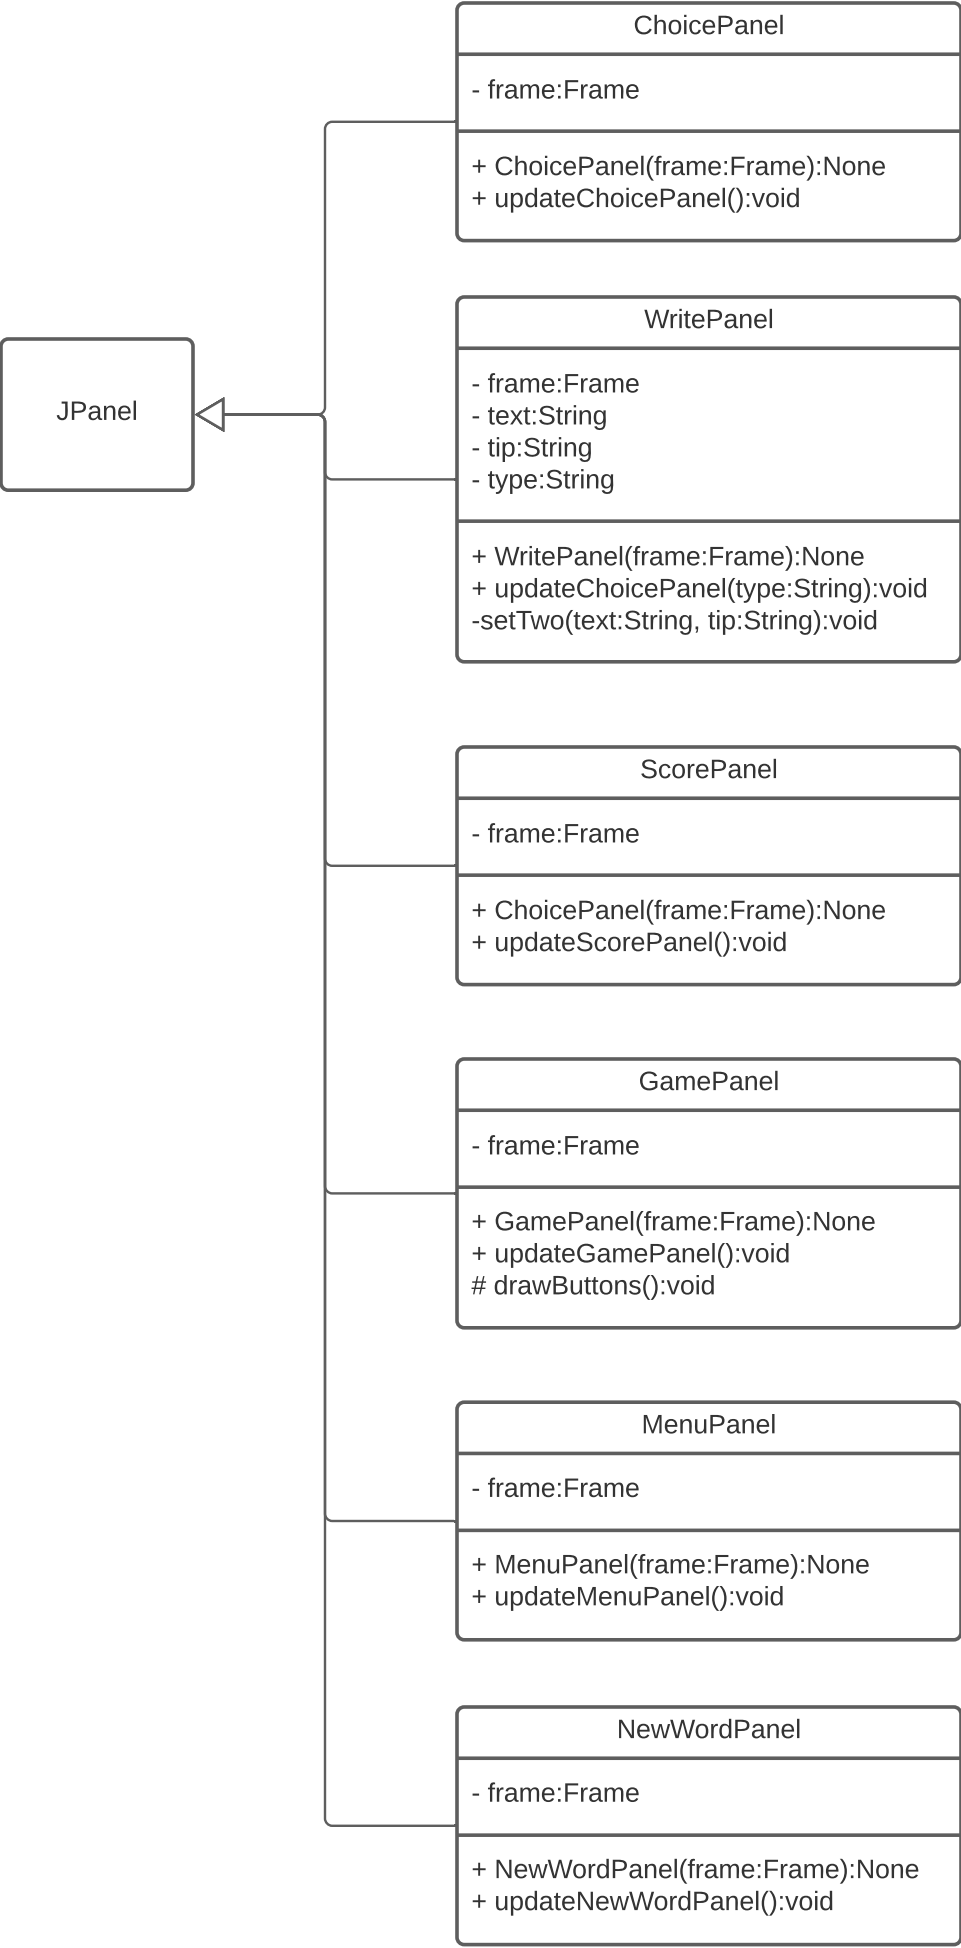 ChoicePanel
- frame:Frame
+ ChoicePanel(frame:Frame):None
+ updateChoicePanel():void
WritePanel
- frame:Frame
- text:String
- tip:String
- type:String
+ WritePanel(frame:Frame):None
+ updateChoicePanel(type:String):void
-setTwo(text:String, tip:String):void
JPanel
ScorePanel
- frame:Frame
+ ChoicePanel(frame:Frame):None
+ updateScorePanel():void
GamePanel
- frame:Frame
+ GamePanel(frame:Frame):None
+ updateGamePanel():void
# drawButtons():void
MenuPanel
- frame:Frame
+ MenuPanel(frame:Frame):None
+ updateMenuPanel():void
NewWordPanel
- frame:Frame
+ NewWordPanel(frame:Frame):None
+ updateNewWordPanel():void